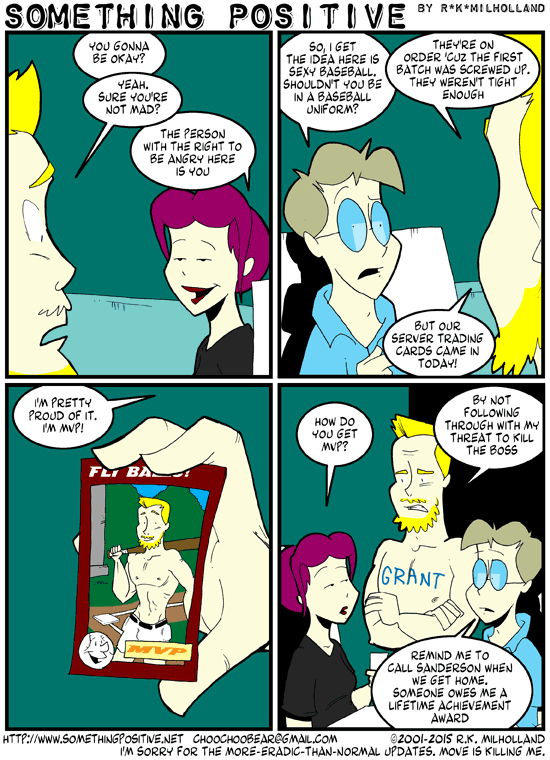 SOMETHING POSITIVE BY R*K*MILHOLLAND
YOU GONNA
BE OKAY?
YEAH.
SURE YOU'RE
NOT MAD?
THE PERSON
WITH THE RIGHT TO
BE ANGRY HERE
IS YOU
SO, I GET
THE IDEA HERE IS
SEXY BASEBALL.
SHOULDN'T YOU BE
IN A BASEBALL
UNIFORM?
THEY'RE ON
ORDER 'CUZ THE FIRST
BATCH WAS SCREWED UP.
THEY WEREN'T TIGHT
ENOUGH
BUT OUR
SERVER TRADING
CARDS CAME IN
TODAY!
I'M PRETTY
PROUD OF IT.
I'M MVP!
MVP
HOW DO
YOU GET
MVP?
BY NOT
FOLLOWING
THROUGH WITH MY
THREAT TO KILL
THE BOSS
GRANT
REMIND ME TO
CALL SANDERSON WHEN
WE GET HOME.
SOMEONE OWES ME A
LIFETIME ACHIEVEMENT
AWARD
HTTP://WWW.SOMETHINGPOSITIVE.NET CHOOCHOOBEAR@GMAIL.COM ©2001-2015 R.K. MILHOLLAND
I'M SORRY FOR THE MORE-ERADIC-THAN-NORMAL UPDATES. MOVE IS KILLING ME.